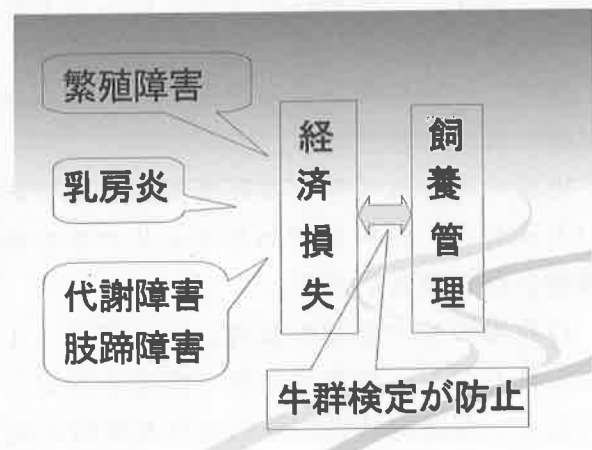 繁殖障害
乳房炎
代謝障害
肢蹄障害
経済損失
飼養管理
牛群検定が防止